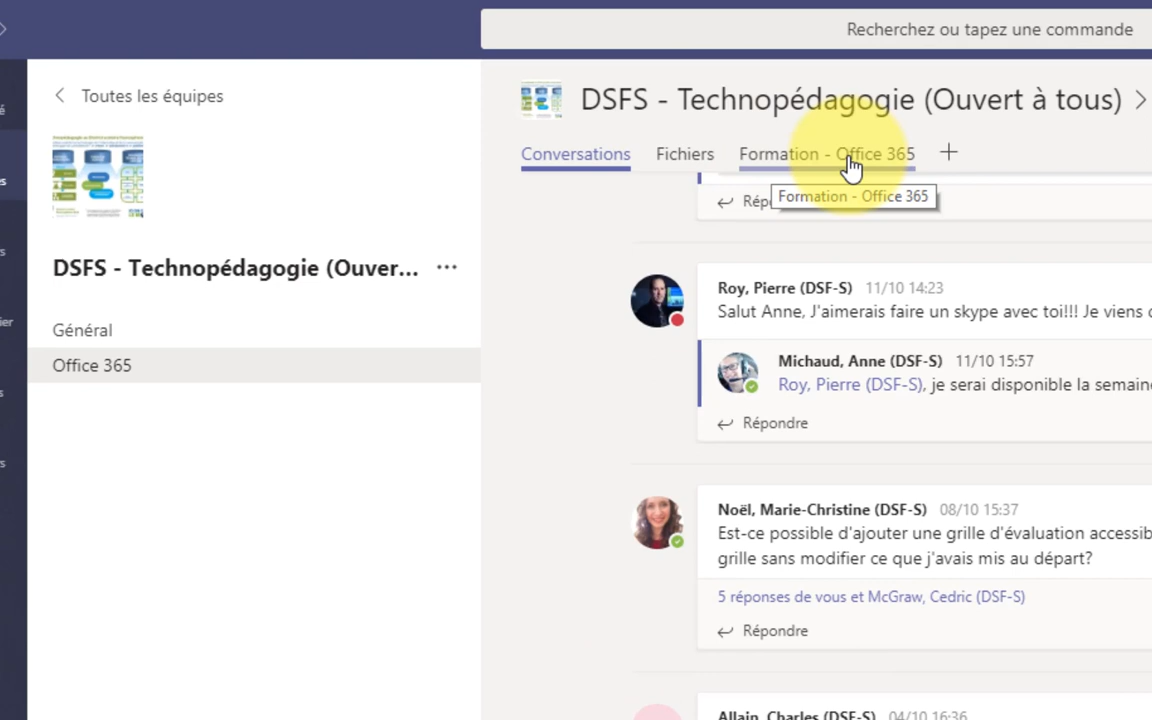 Recherchez ou tapez une commande
é
Toutes les équipes
DSFS - Technopédagogie (Ouvert à tous)
Conversations Fichiers Formation - Office 365
Formation - Office 365
DSFS - Technopédagogie (Ouver... ...
Général
Office 365
Roy, Pierre (DSF-S) 11/10 14:23
Salut Anne, J'aimerais faire un skype avec toi!!! Je viens
Michaud, Anne (DSF-S) 11/10 15:57
Roy, Pierre (DSF-S), je serai disponible la semaine
Répondre
Noël, Marie-Christine (DSF-S) 08/10 15:37
Est-ce possible d'ajouter une grille d'évaluation
grille sans modifier ce que j'avais mis au départ?
5 réponses de vous et McGraw, Cedric (DSF-S)
Répondre
Allain, Charles (DSF-S) 04/10 16:36